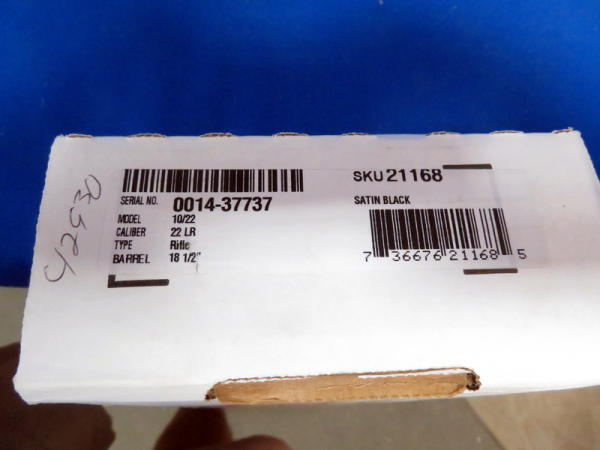 42930
SERIAL NO. 0014-37737
MODEL 10/22
CALIBER 22 LR
TYPE Rifle
BARREL 18 1/2"
SKU 21168
SATIN BLACK
7 36676 21168 5